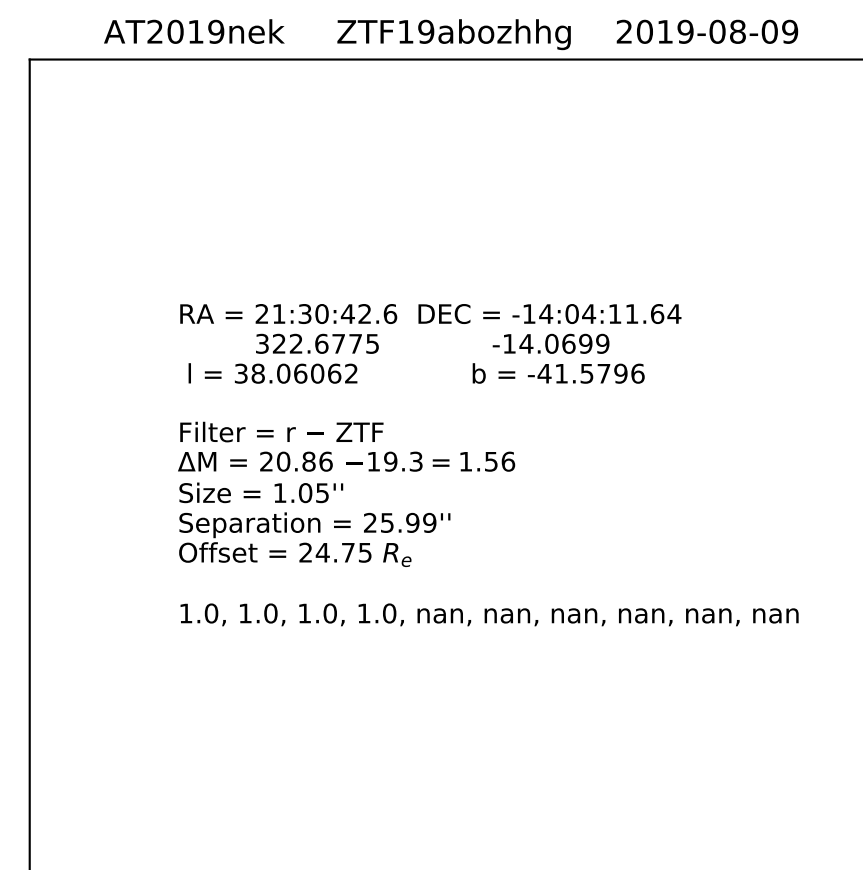 AT2019nek ZTF19abozhhg 2019-08-09
RA = 21:30:42.6 DEC = -14:04:11.64
322.6775 -14.0699
l = 38.06062 b = -41.5796
Filter = r − ZTF
ΔM = 20.86 −19.3 = 1.56
Size = 1.05''
Separation = 25.99''
Offset = 24.75 Re
1.0, 1.0, 1.0, 1.0, nan, nan, nan, nan, nan, nan